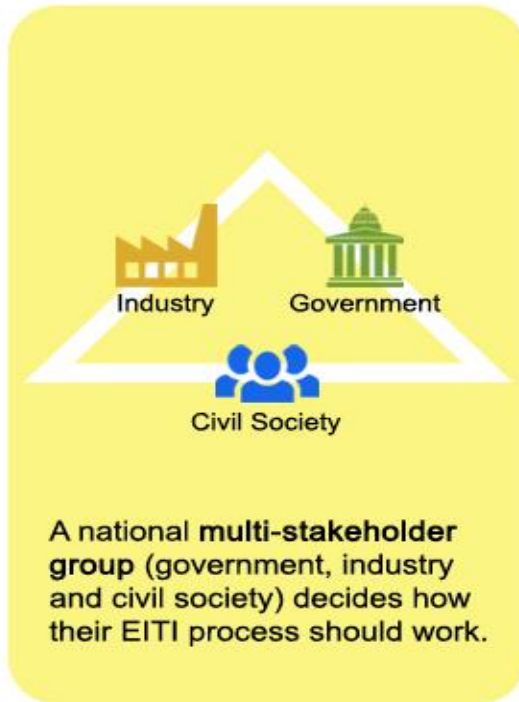 Industry
Government
Civil Society
A national multi-stakeholder
group (government, industry
and civil society) decides how
their EITI process should work.